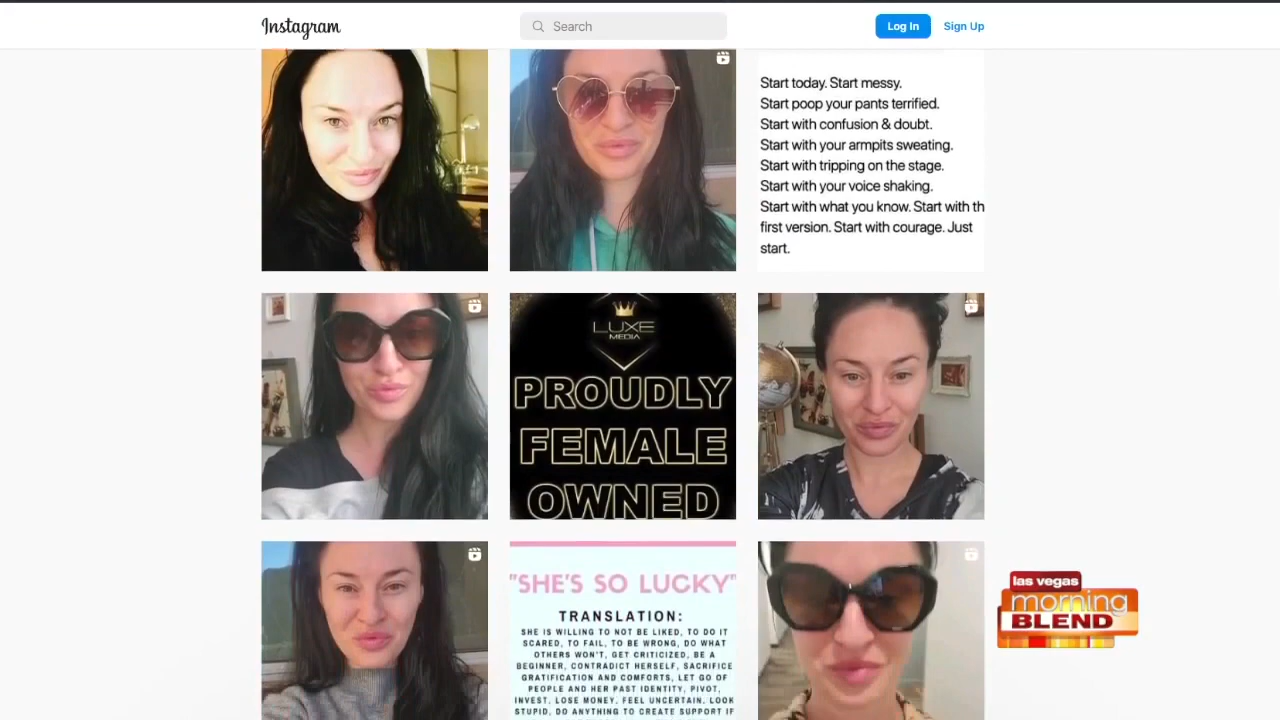 Instagram
Search
Log In
Sign Up
Start today. Start messy.
Start poop your pants terrified.
Start with confusion & doubt.
Start with your armpits sweating.
Start with tripping on the stage.
Start with your voice shaking.
Start with what you know. Start with th
first version. Start with courage. Just
start.
LUXE
MEDIA
PROUDLY
FEMALE
OWNED
"SHE'S SO LUCKY"
TRANSLATION:
SHE IS WILLING TO NOT BE LIKED, TO DO IT
SCARED, TO FAIL, TO BE WRONG, DO WHAT
OTHERS WON'T, GET CRITICIZED, BE A
BEGINNER, CONTRADICT HERSELF, SACRIFICE
GRATIFICATION AND COMFORTS, LET GO OF
PEOPLE AND HER PAST IDENTITY, PIVOT,
INVEST, LOSE MONEY, FEEL UNCERTAIN, LOOK
STUPID, DO ANYTHING TO CREATE SUPPORT IF
las vegas
morning
BLEND